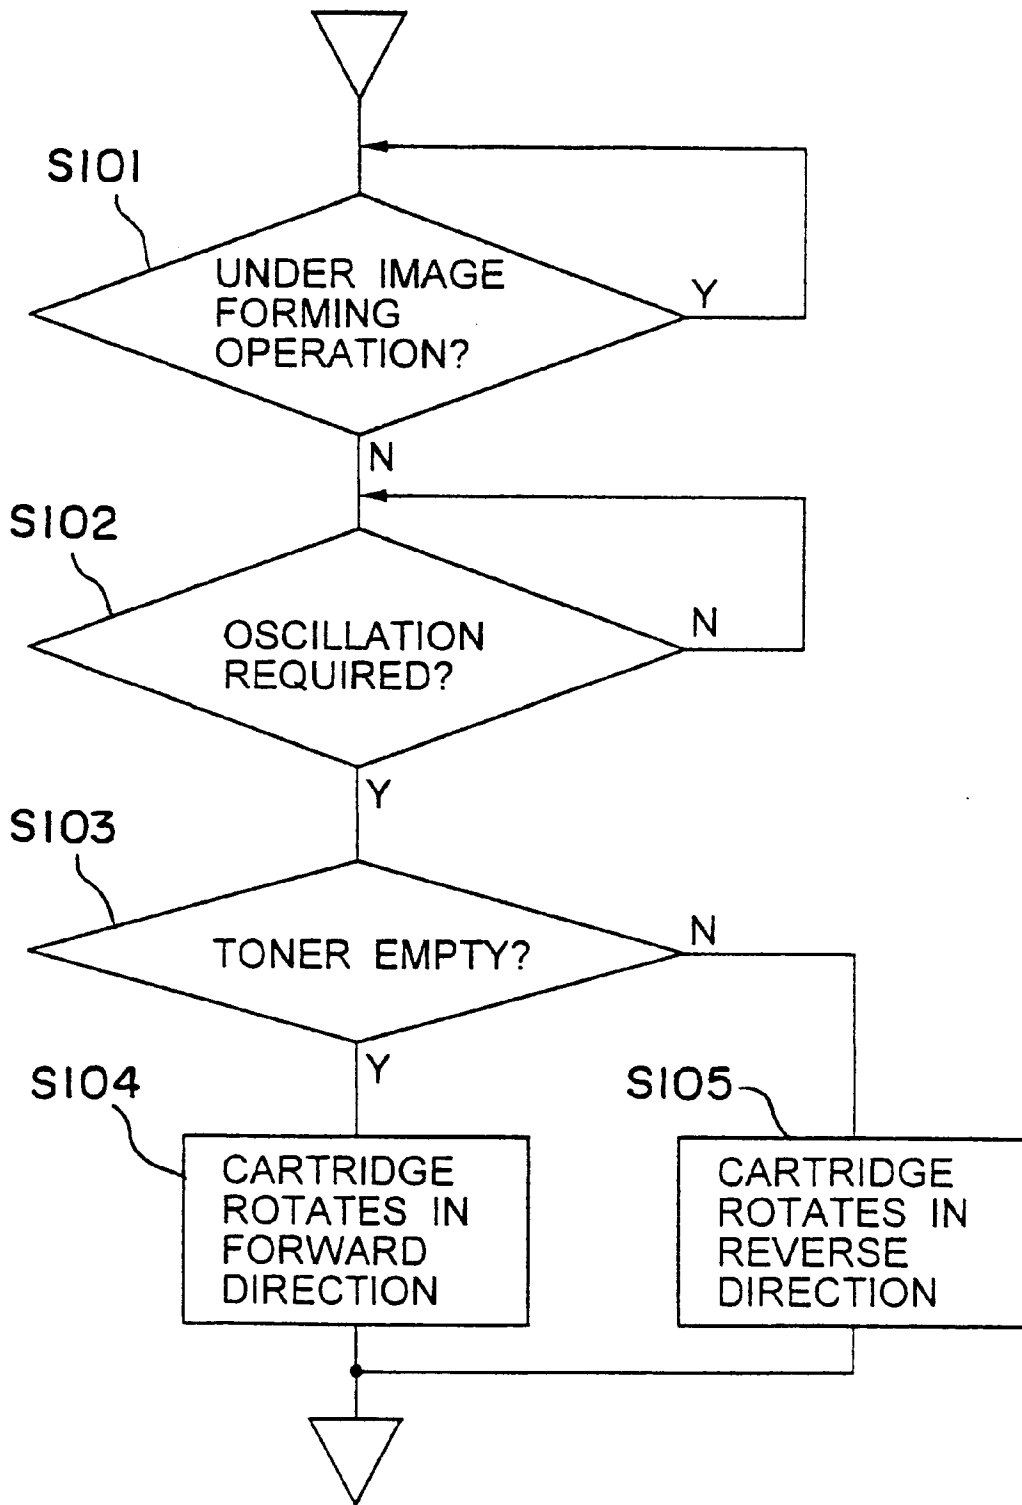 S101
UNDER IMAGE
FORMING
OPERATION?
Y
N
S102
OSCILLATION
REQUIRED?
N
Y
S103
TONER EMPTY?
N
Y
S104
CARTRIDGE
ROTATES IN
FORWARD
DIRECTION
S105
CARTRIDGE
ROTATES IN
REVERSE
DIRECTION